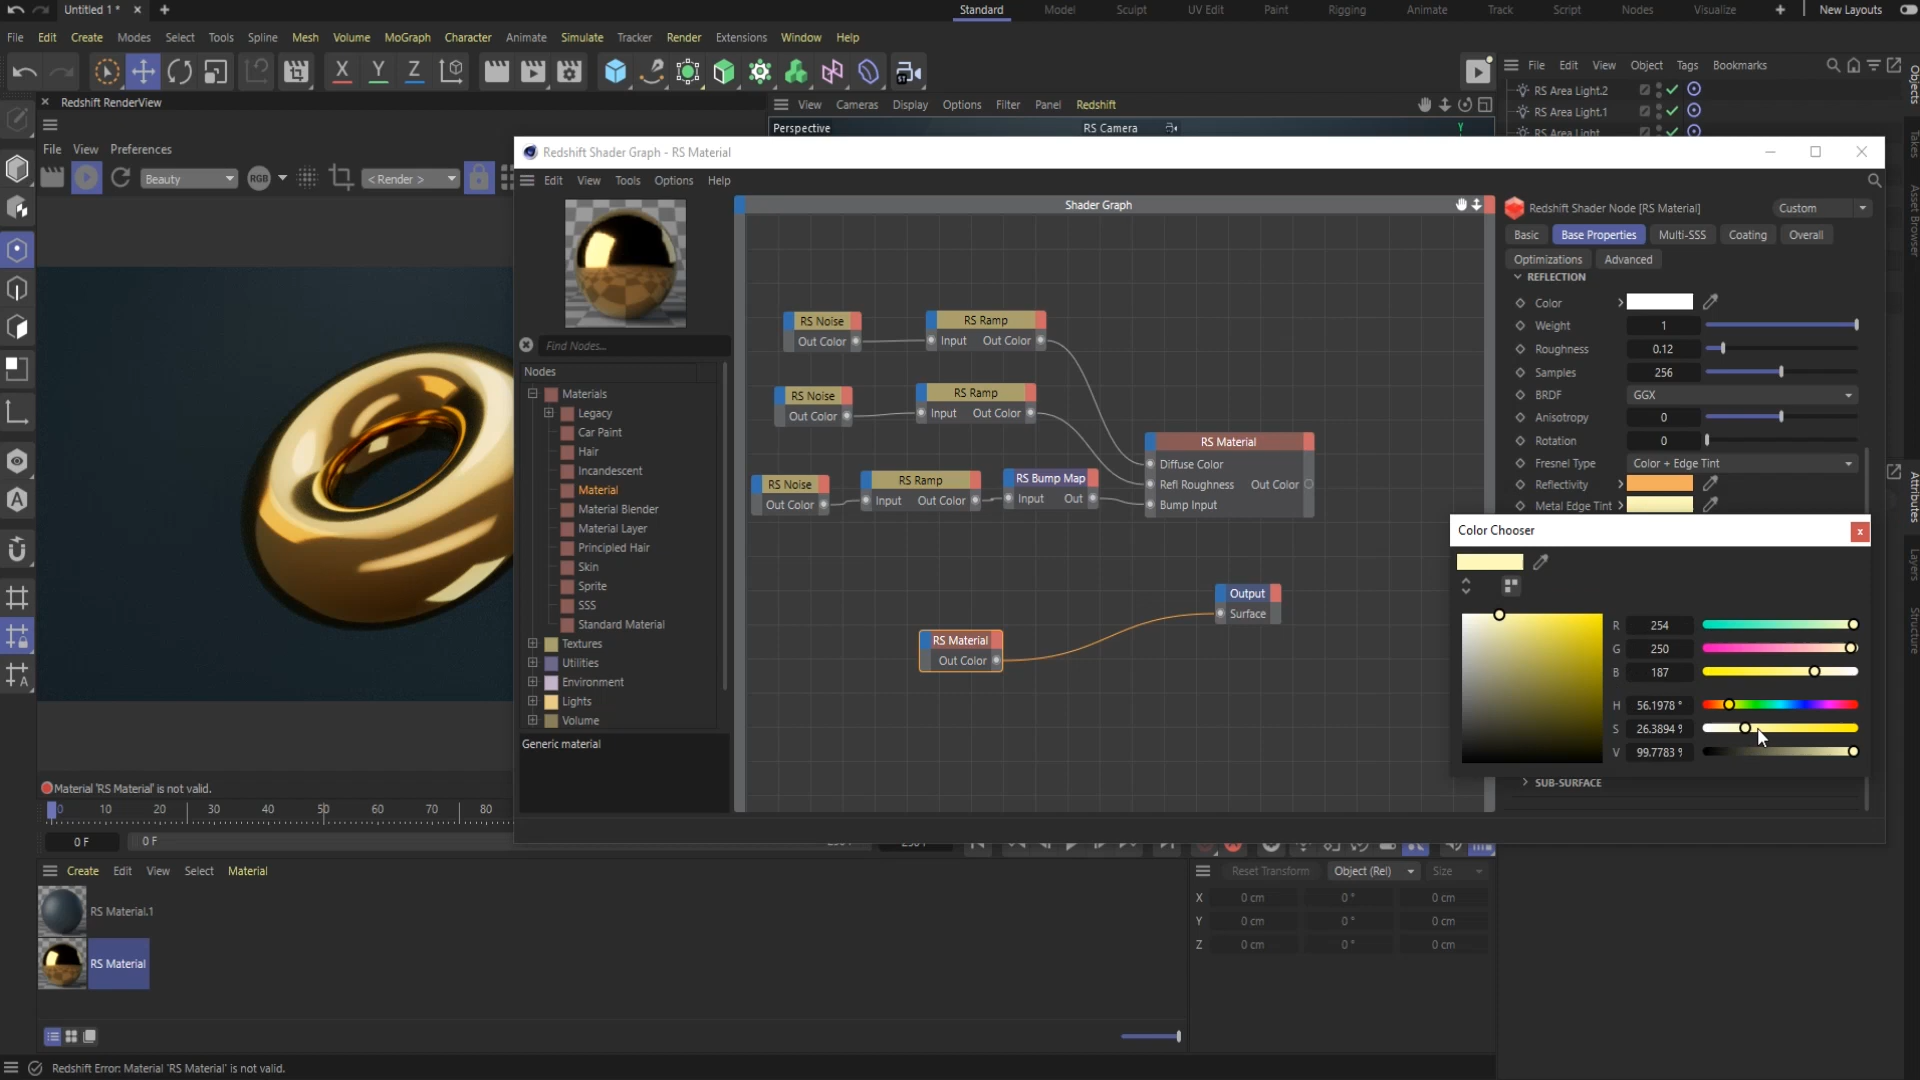 Untitled 1 *
Standard Model Sculpt UV Edit Paint Rigging Animate Track Script Nodes Visualize New Layouts
File Edit Create Modes Select Tools Spline Mesh Volume MoGraph Character Animate Simulate Tracker Render Extensions Window Help
X Y Z
File Edit View Object Tags Bookmarks
Objects
Takes
Asset Browser
Attributes
Layers
Structure
RS Area Light.2
RS Area Light.1
RS Area Light
Redshift RenderView
File View Preferences
Beauty
RGB
< Render >
View Cameras Display Options Filter Panel Redshift
Perspective
RS Camera
Y
Redshift Shader Graph - RS Material
Edit View Tools Options Help
Find Nodes...
Nodes
Materials
Legacy
Car Paint
Hair
Incandescent
Material
Material Blender
Material Layer
Principled Hair
Skin
Sprite
SSS
Standard Material
Textures
Utilities
Environment
Lights
Volume
Generic material
Shader Graph
RS Noise
Out Color
RS Ramp
Input Out Color
RS Noise
Out Color
RS Ramp
Input Out Color
RS Noise
Out Color
RS Ramp
Input Out Color
RS Bump Map
Input Out
RS Material
Diffuse Color
Refl Roughness Out Color
Bump Input
Output
Surface
RS Material
Out Color
Redshift Shader Node [RS Material]
Custom
Basic Base Properties Multi-SSS Coating Overall
Optimizations Advanced
REFLECTION
Color
Weight 1
Roughness 0.12
Samples 256
BRDF GGX
Anisotropy 0
Rotation 0
Fresnel Type Color + Edge Tint
Reflectivity
Metal Edge Tint
Color Chooser
x
R 254
G 250
B 187
H 56.1978 °
S 26.3894 %
V 99.7783 %
SUB-SURFACE
Material 'RS Material' is not valid.
0 10 20 30 40 50 60 70 80
0 F
0 F
Create Edit View Select Material
RS Material.1
RS Material
Reset Transform Object (Rel) Size
X 0 cm 0 ° 0 cm
Y 0 cm 0 ° 0 cm
Z 0 cm 0 ° 0 cm
Redshift Error: Material 'RS Material' is not valid.